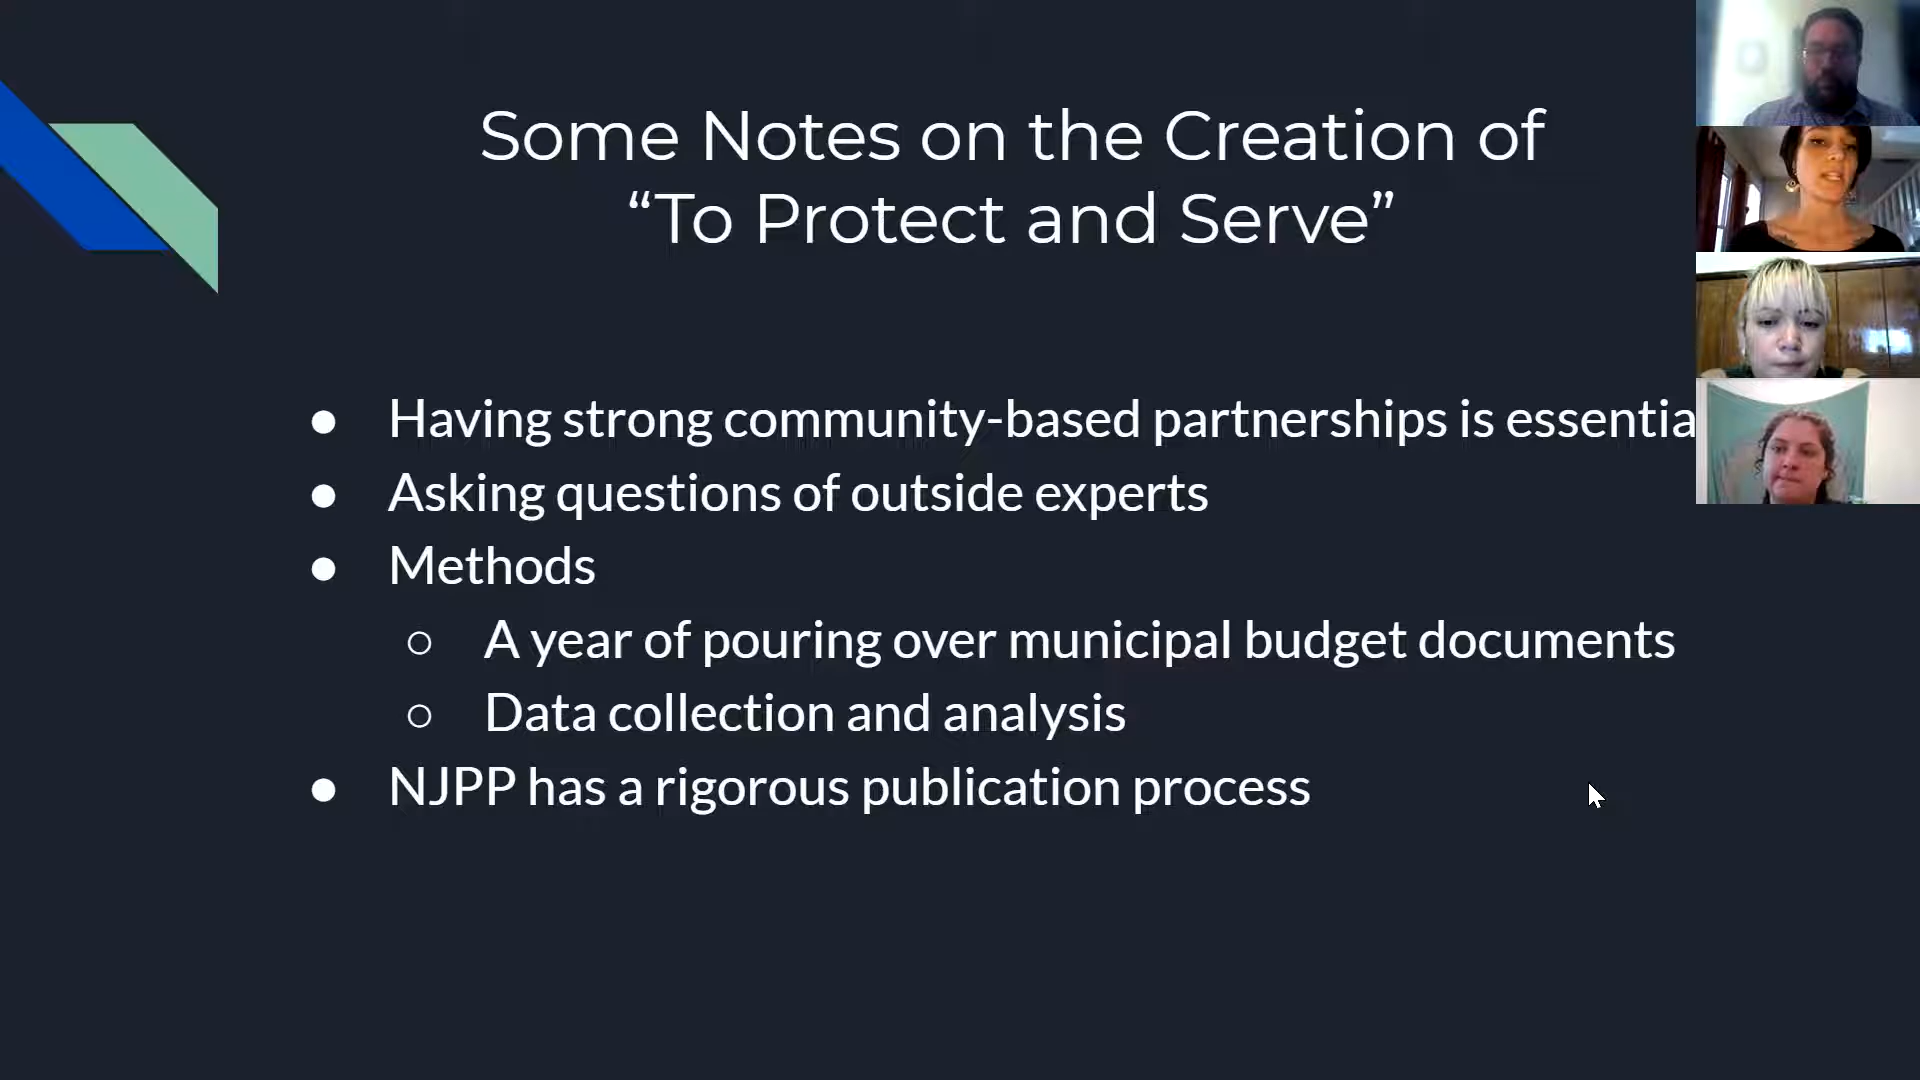 Some Notes on the Creation of
“To Protect and Serve”
● Having strong community-based partnerships is essentia
● Asking questions of outside experts
● Methods
○ A year of pouring over municipal budget documents
○ Data collection and analysis
● NJPP has a rigorous publication process